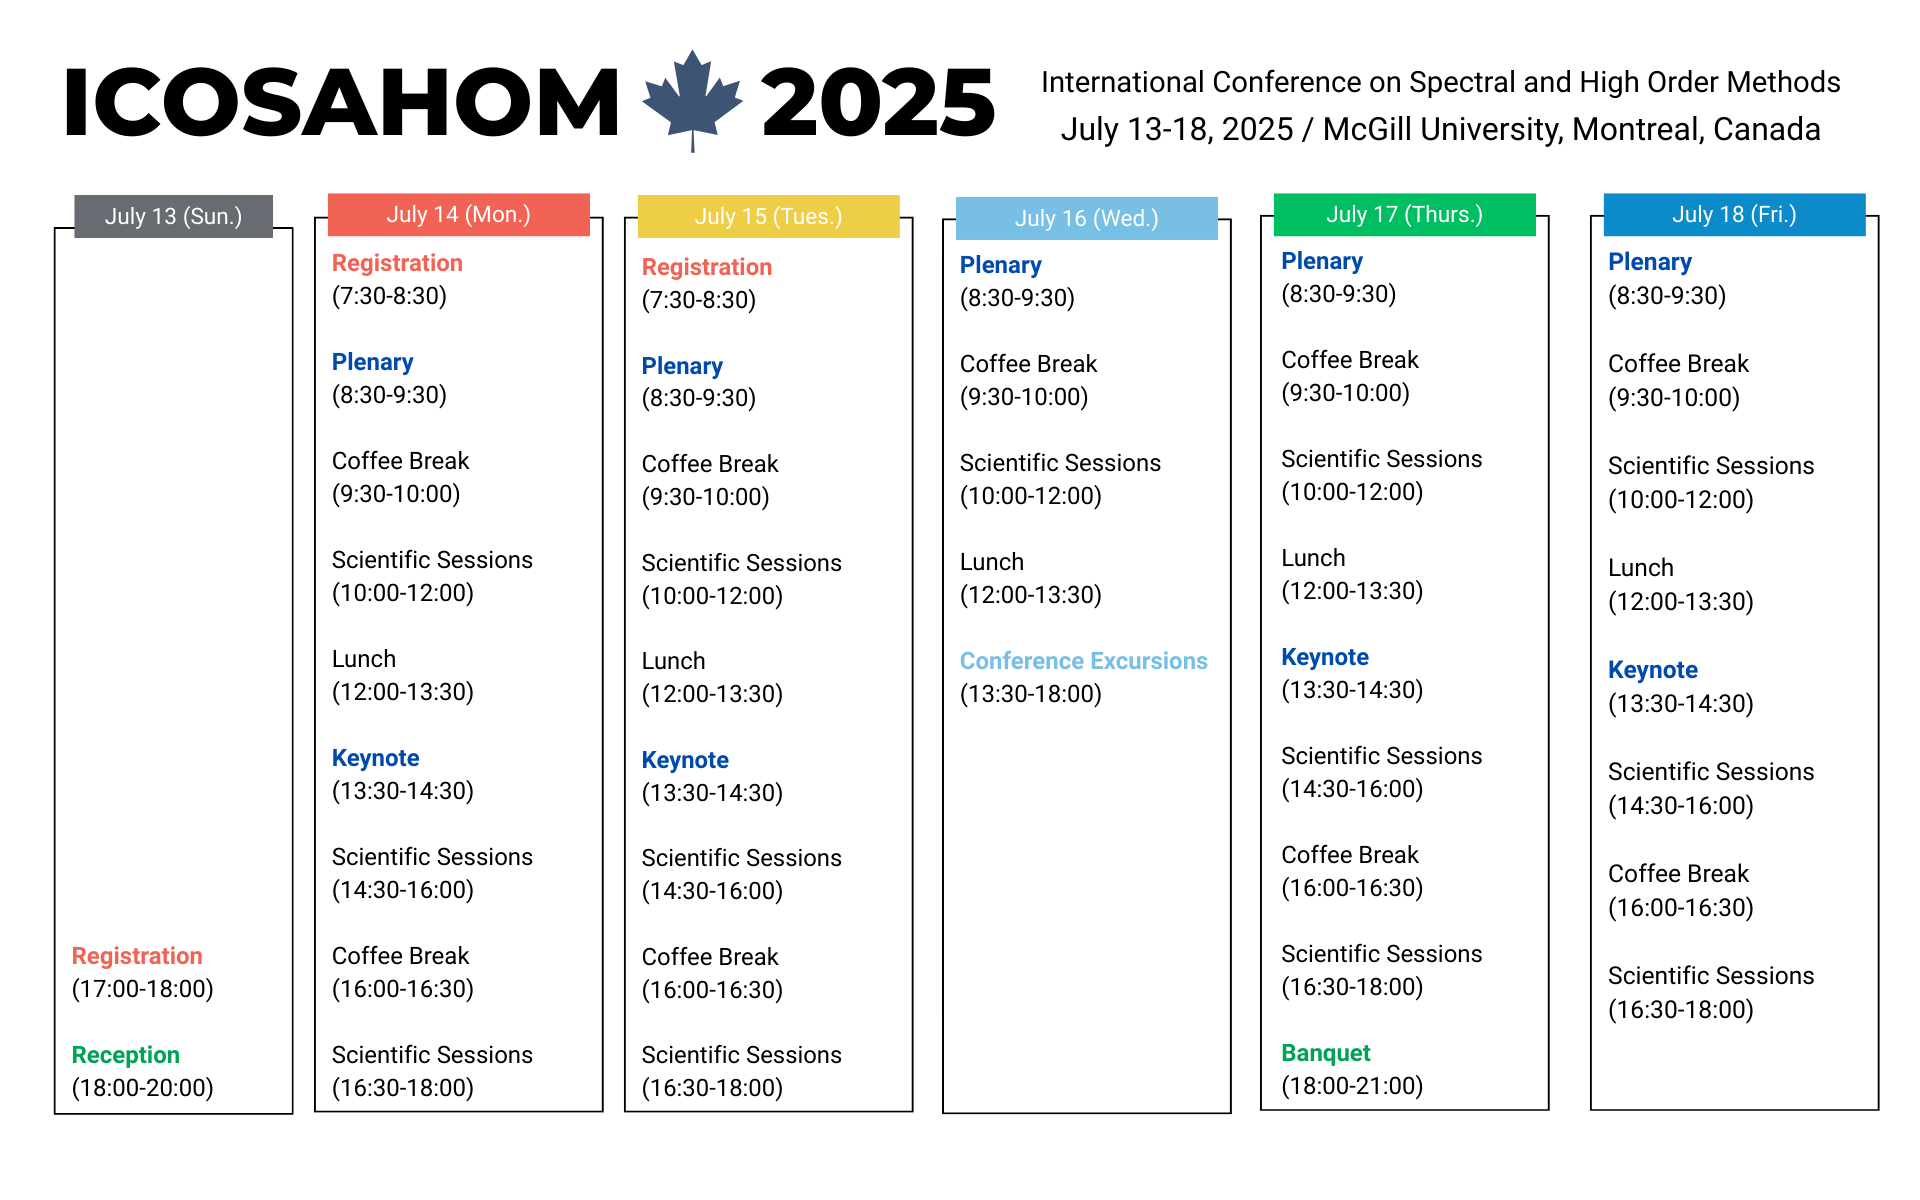 ICOSAHOM 2025
International Conference on Spectral and High Order Methods
July 13-18, 2025 / McGill University, Montreal, Canada
July 13 (Sun.)
Registration
(17:00-18:00)
Reception
(18:00-20:00)
July 14 (Mon.)
Registration
(7:30-8:30)
Plenary
(8:30-9:30)
Coffee Break
(9:30-10:00)
Scientific Sessions
(10:00-12:00)
Lunch
(12:00-13:30)
Keynote
(13:30-14:30)
Scientific Sessions
(14:30-16:00)
Coffee Break
(16:00-16:30)
Scientific Sessions
(16:30-18:00)
July 15 (Tues.)
Registration
(7:30-8:30)
Plenary
(8:30-9:30)
Coffee Break
(9:30-10:00)
Scientific Sessions
(10:00-12:00)
Lunch
(12:00-13:30)
Keynote
(13:30-14:30)
Scientific Sessions
(14:30-16:00)
Coffee Break
(16:00-16:30)
Scientific Sessions
(16:30-18:00)
July 16 (Wed.)
Plenary
(8:30-9:30)
Coffee Break
(9:30-10:00)
Scientific Sessions
(10:00-12:00)
Lunch
(12:00-13:30)
Conference Excursions
(13:30-18:00)
July 17 (Thurs.)
Plenary
(8:30-9:30)
Coffee Break
(9:30-10:00)
Scientific Sessions
(10:00-12:00)
Lunch
(12:00-13:30)
Keynote
(13:30-14:30)
Scientific Sessions
(14:30-16:00)
Coffee Break
(16:00-16:30)
Scientific Sessions
(16:30-18:00)
Banquet
(18:00-21:00)
July 18 (Fri.)
Plenary
(8:30-9:30)
Coffee Break
(9:30-10:00)
Scientific Sessions
(10:00-12:00)
Lunch
(12:00-13:30)
Keynote
(13:30-14:30)
Scientific Sessions
(14:30-16:00)
Coffee Break
(16:00-16:30)
Scientific Sessions
(16:30-18:00)